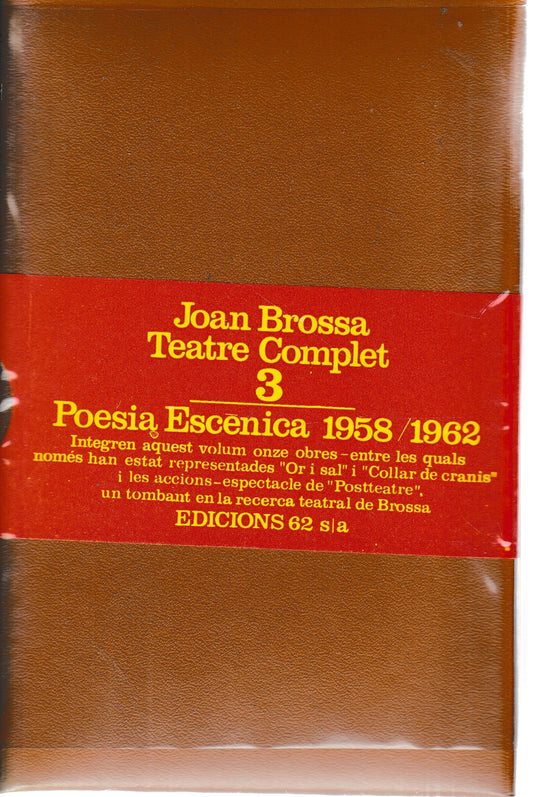 Joan Brossa
Teatre Complet
3
Poesia Escènica 1958/1962
Integren aquest volum onze obres-entre les quals
només han estat representades "Or i sal" i "Collar de cranis"
i les accions-espectacle de "Postteatre",
un tombant en la recerca teatral de Brossa
EDICIONS 62 s|a